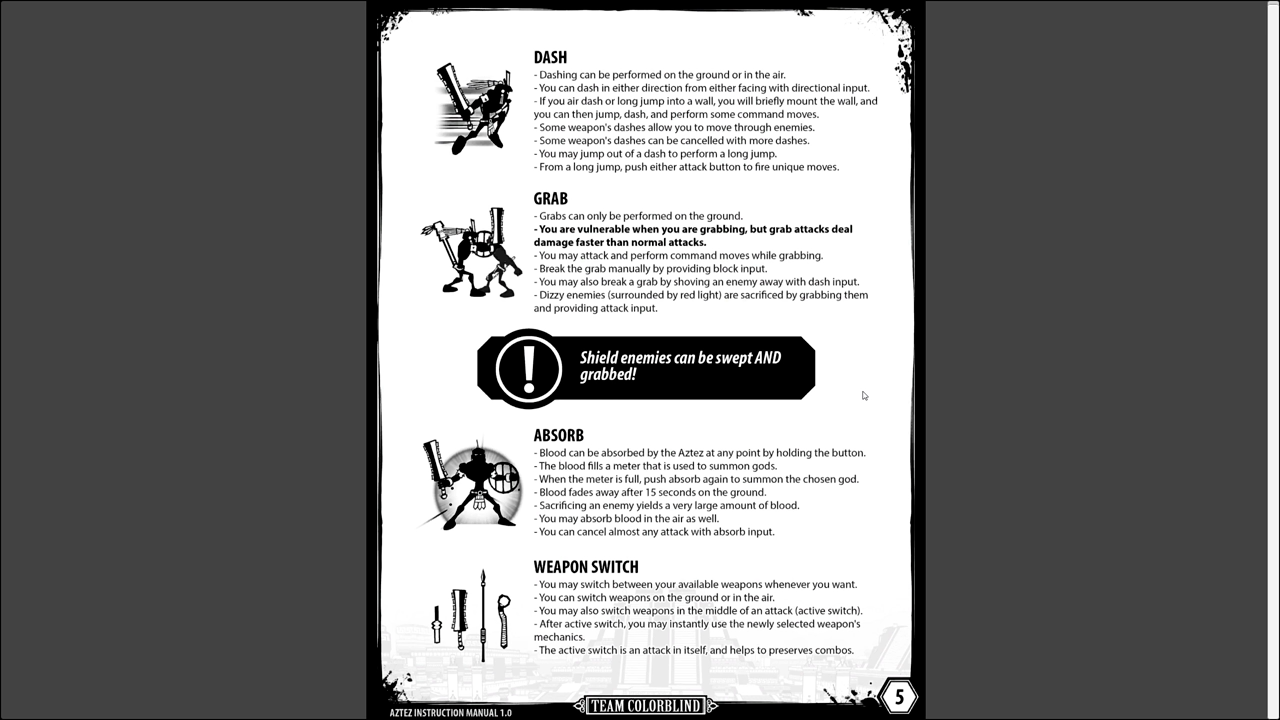 DASH
- Dashing can be performed on the ground or in the air.
- You can dash in either direction from either facing with directional input.
- If you air dash or long jump into a wall, you will briefly mount the wall, and
you can then jump, dash, and perform some command moves.
- Some weapon's dashes allow you to move through enemies.
- Some weapon's dashes can be cancelled with more dashes.
- You may jump out of a dash to perform a long jump.
- From a long jump, push either attack button to fire unique moves.
GRAB
- Grabs can only be performed on the ground.
- You are vulnerable when you are grabbing, but grab attacks deal
damage faster than normal attacks.
- You may attack and perform command moves while grabbing.
- Break the grab manually by providing block input.
- You may also break a grab by shoving an enemy away with dash input.
- Dizzy enemies (surrounded by red light) are sacrificed by grabbing them
and providing attack input.
!
Shield enemies can be swept AND
grabbed!
ABSORB
- Blood can be absorbed by the Aztez at any point by holding the button.
- The blood fills a meter that is used to summon gods.
- When the meter is full, push absorb again to summon the chosen god.
- Blood fades away after 15 seconds on the ground.
- Sacrificing an enemy yields a very large amount of blood.
- You may absorb blood in the air as well.
- You can cancel almost any attack with absorb input.
WEAPON SWITCH
- You may switch between your available weapons whenever you want.
- You can switch weapons on the ground or in the air.
- You may also switch weapons in the middle of an attack (active switch).
- After active switch, you may instantly use the newly selected weapon's
mechanics.
- The active switch is an attack in itself, and helps to preserves combos.
5
TEAM COLORBLIND
AZTEZ INSTRUCTION MANUAL 1.0